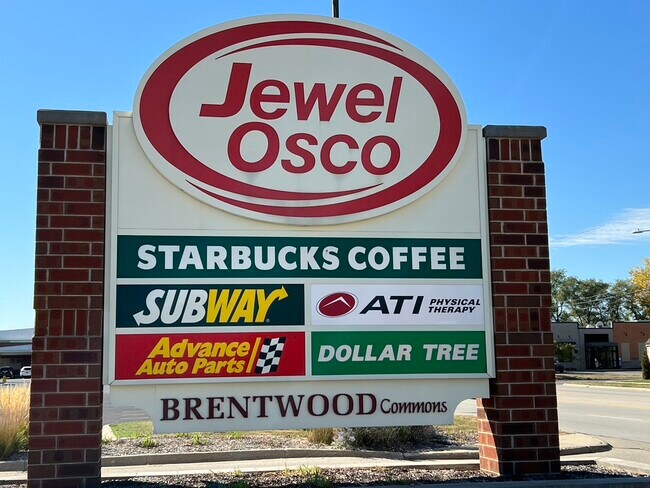 Jewel
Osco
STARBUCKS COFFEE
SUBWAY
ATI PHYSICAL THERAPY
Advance Auto Parts
DOLLAR TREE
BRENTWOOD Commons